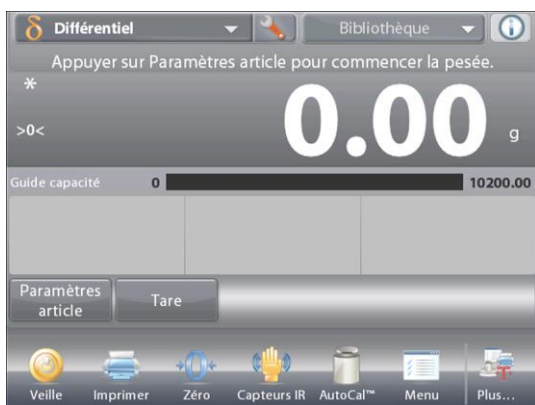 δ Différentiel Bibliothèque
Appuyer sur Paramètres article pour commencer la pesée.
*
>0< 0.00 g
Guide capacité 0 10200.00
Paramètres
article
Tare
Veille Imprimer Zéro Capteurs IR AutoCal™ Menu Plus...